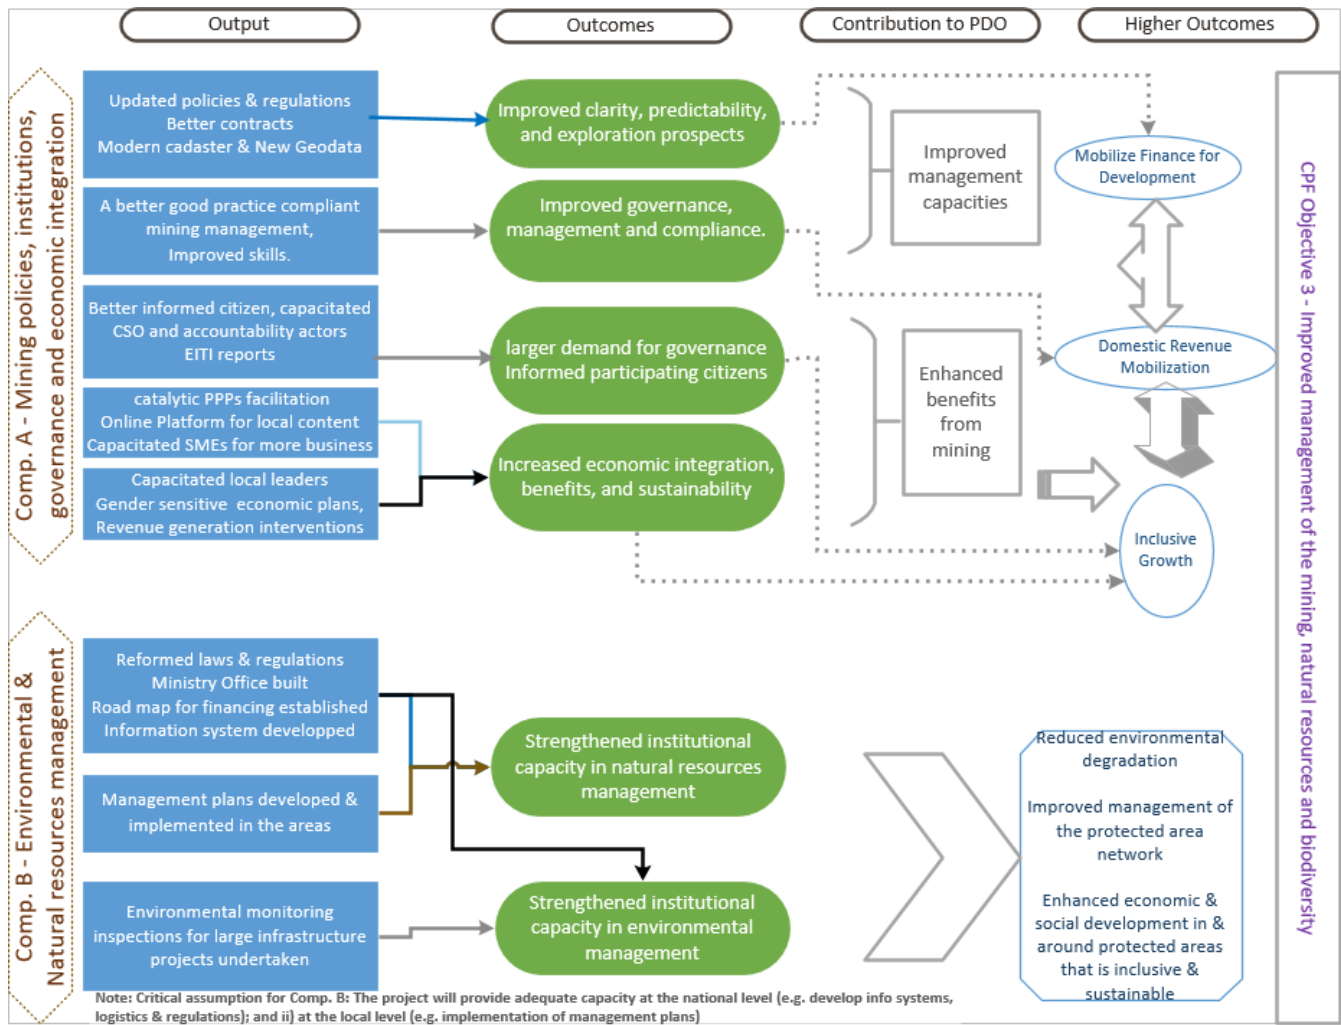 Output
Outcomes
Contribution to PDO
Higher Outcomes
Comp. A - Mining policies, institutions,
governance and economic integration
Updated policies & regulations
Better contracts
Modern cadaster & New Geodata
A better good practice compliant
mining management,
Improved skills.
Better informed citizen, capacitated
CSO and accountability actors
EITI reports
catalytic PPPs facilitation
Online Platform for local content
Capacitated SMEs for more business
Capacitated local leaders
Gender sensitive economic plans,
Revenue generation interventions
Improved clarity, predictability,
and exploration prospects
Improved governance,
management and compliance.
larger demand for governance
Informed participating citizens
Increased economic integration,
benefits, and sustainability
Improved
management
capacities
Enhanced
benefits
from
mining
Mobilize Finance for
Development
Domestic Revenue
Mobilization
Inclusive
Growth
CPF Objective 3 - Improved management of the mining, natural resources and biodiversity
Comp. B - Environmental &
Natural resources management
Reformed laws & regulations
Ministry Office built
Road map for financing established
Information system developped
Management plans developed &
implemented in the areas
Environmental monitoring
inspections for large infrastructure
projects undertaken
Strengthened institutional
capacity in natural resources
management
Strengthened institutional
capacity in environmental
management
Reduced environmental
degradation
Improved management of
the protected area
network
Enhanced economic &
social development in &
around protected areas
that is inclusive &
sustainable
Note: Critical assumption for Comp. B: The project will provide adequate capacity at the national level (e.g. develop info systems,
logistics & regulations); and ii) at the local level (e.g. implementation of management plans)